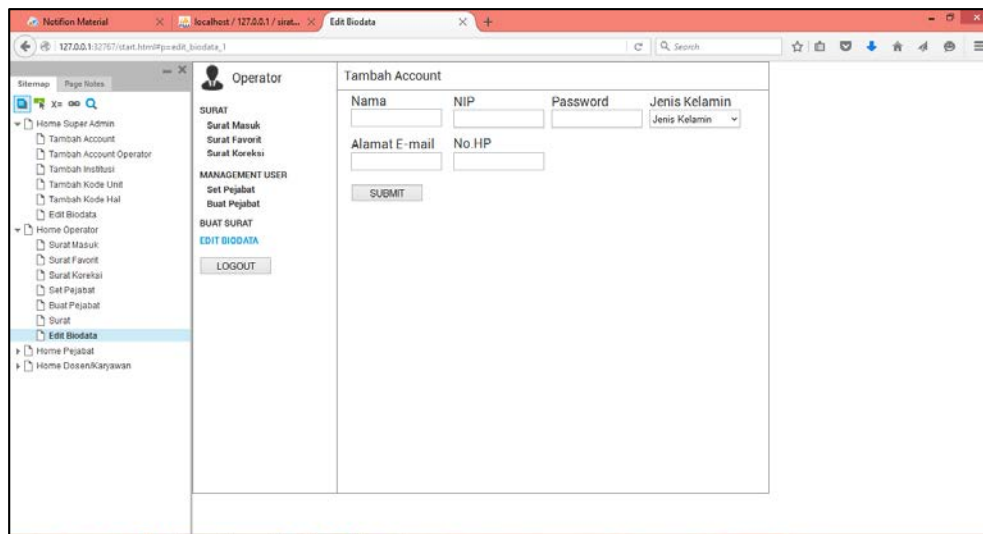 Notifion Material
localhost / 127.0.0.1 / sirat...
Edit Biodata
127.0.0.1:32767/start.html#p=edit_biodata_1
Search
Sitemap
Page Notes
Home Super Admin
Tambah Account
Tambah Account Operator
Tambah Institusi
Tambah Kode Unit
Tambah Kode Hal
Edit Biodata
Home Operator
Surat Masuk
Surat Favorit
Surat Koreksi
Set Pejabat
Buat Pejabat
Surat
Edit Biodata
Home Pejabat
Home Dosen/Karyawan
Operator
SURAT
Surat Masuk
Surat Favorit
Surat Koreksi
MANAGEMENT USER
Set Pejabat
Buat Pejabat
BUAT SURAT
EDIT BIODATA
LOGOUT
Tambah Account
Nama NIP Password Jenis Kelamin
Jenis Kelamin
Alamat E-mail No.HP
SUBMIT